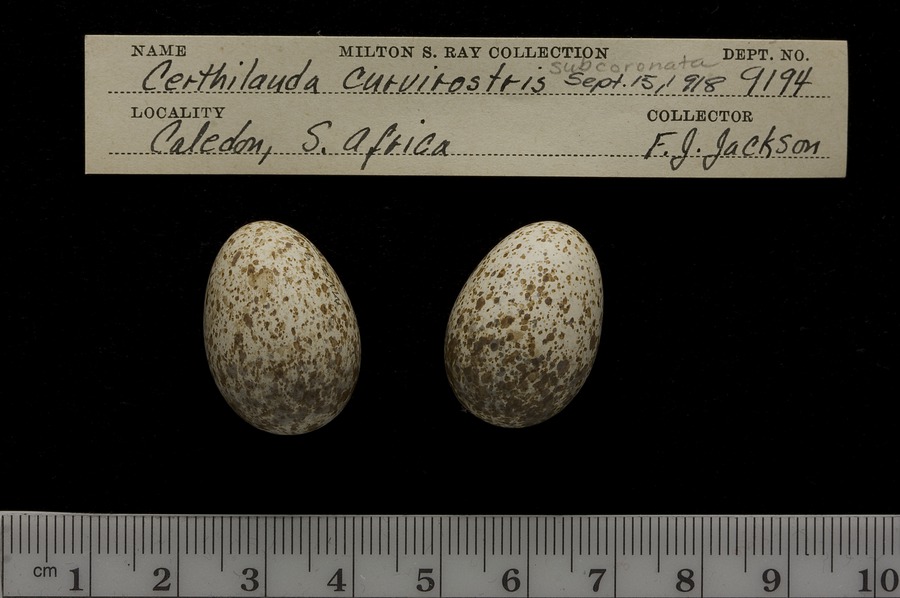 NAME MILTON S. RAY COLLECTION DEPT. NO.
subcoronata
Certhilauda curvirostris Sept. 15, 1918 9194
LOCALITY COLLECTOR
Caledon, S. Africa F. J. Jackson
cm 1 2 3 4 5 6 7 8 9 10